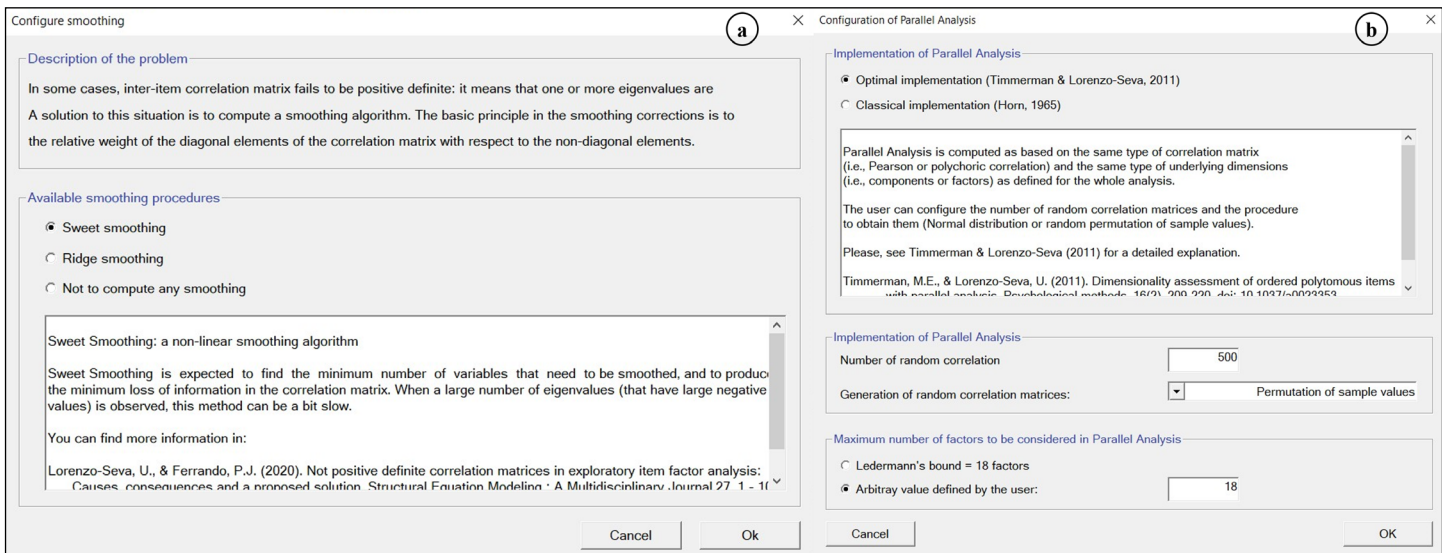 Configure smoothing
a
Description of the problem
In some cases, inter-item correlation matrix fails to be positive definite: it means that one or more eigenvalues are
A solution to this situation is to compute a smoothing algorithm. The basic principle in the smoothing corrections is to
the relative weight of the diagonal elements of the correlation matrix with respect to the non-diagonal elements.
Available smoothing procedures
Sweet smoothing
Ridge smoothing
Not to compute any smoothing
Sweet Smoothing: a non-linear smoothing algorithm
Sweet Smoothing is expected to find the minimum number of variables that need to be smoothed, and to produce
the minimum loss of information in the correlation matrix. When a large number of eigenvalues (that have large negative
values) is observed, this method can be a bit slow.
You can find more information in:
Lorenzo-Seva, U., & Ferrando, P.J. (2020). Not positive definite correlation matrices in exploratory item factor analysis:
Causes, consequences and a proposed solution. Structural Equation Modeling : A Multidisciplinary Journal 27, 1 - 10
Cancel
Ok
Configuration of Parallel Analysis
b
Implementation of Parallel Analysis
Optimal implementation (Timmerman & Lorenzo-Seva, 2011)
Classical implementation (Horn, 1965)
Parallel Analysis is computed as based on the same type of correlation matrix
(i.e., Pearson or polychoric correlation) and the same type of underlying dimensions
(i.e., components or factors) as defined for the whole analysis.
The user can configure the number of random correlation matrices and the procedure
to obtain them (Normal distribution or random permutation of sample values).
Please, see Timmerman & Lorenzo-Seva (2011) for a detailed explanation.
Timmerman, M.E., & Lorenzo-Seva, U. (2011). Dimensionality assessment of ordered polytomous items
with parallel analysis. Psychological methods, 16(2), 209-220. doi: 10.1037/a0023353
Implementation of Parallel Analysis
Number of random correlation 500
Generation of random correlation matrices: Permutation of sample values
Maximum number of factors to be considered in Parallel Analysis
Ledermann's bound = 18 factors
Arbitray value defined by the user: 18
Cancel
OK